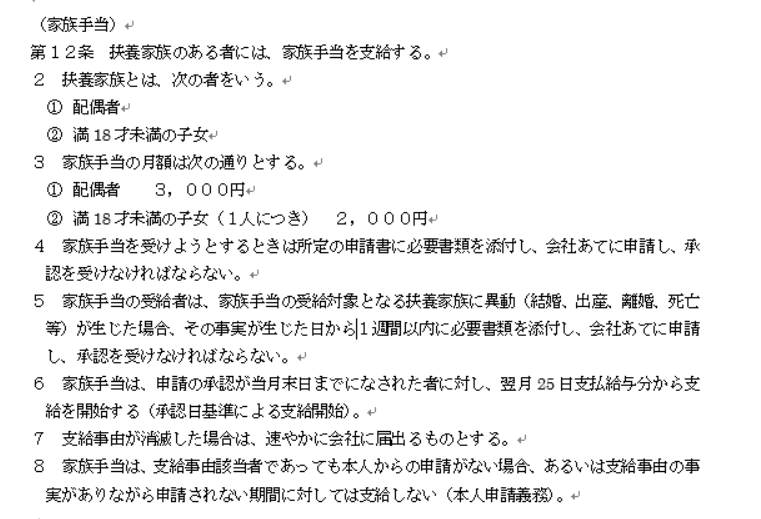 （家族手当）
第１２条　扶養家族のある者には、家族手当を支給する。
２　扶養家族とは、次の者をいう。
① 配偶者
② 満 18 才未満の子女
３　家族手当の月額は次の通りとする。
① 配偶者　　３，０００円
② 満 18 才未満の子女（１人につき）　２，０００円
４　家族手当を受けようとするときは所定の申請書に必要書類を添付し、会社あてに申請し、承
認を受けなければならない。
５　家族手当の受給者は、家族手当の受給対象となる扶養家族に異動（結婚、出産、離婚、死亡
等）が生じた場合、その事実が生じた日から１週間以内に必要書類を添付し、会社あてに申請
し、承認を受けなければならない。
６　家族手当は、申請の承認が当月末日までになされた者に対し、翌月 25 日支払給与分から支
給を開始する（承認日基準による支給開始）。
７　支給事由が消滅した場合は、速やかに会社に届出るものとする。
８　家族手当は、支給事由該当者であっても本人からの申請がない場合、あるいは支給事由の事
実がありながら申請されない期間に対しては支給しない（本人申請義務）。